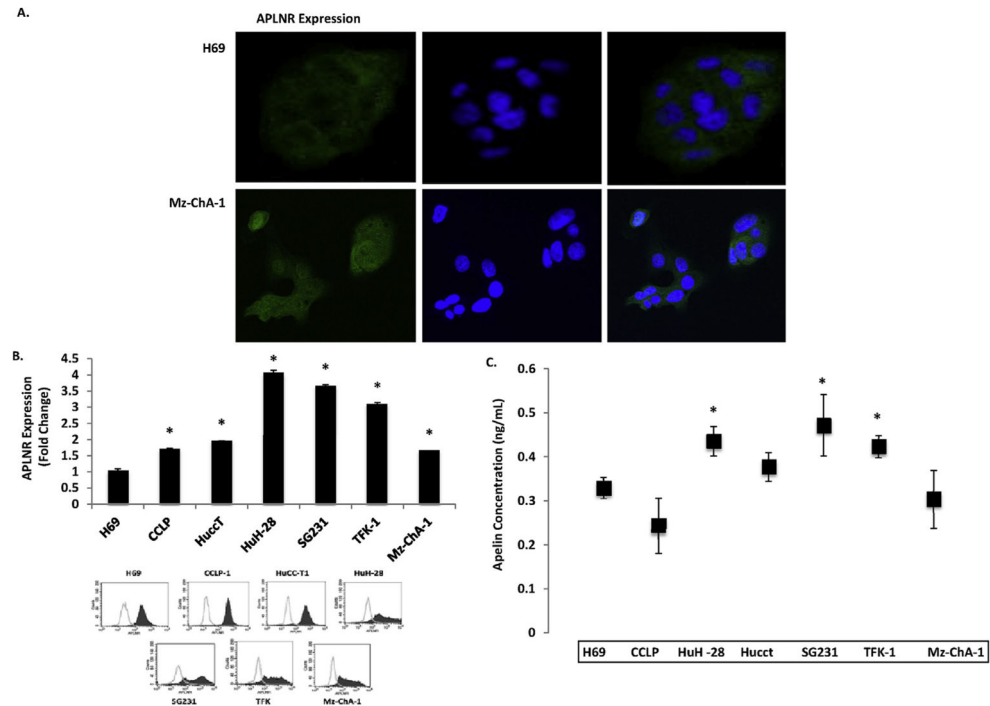 A.
APLNR Expression
H69
Mz-ChA-1
B.
APLNR Expression
(Fold Change)
4.5
4
3.5
3
2.5
2
1.5
1
0.5
0
*
*
*
*
*
*
H69
CCLP
HuccT
HuH-28
SG231
TFK-1
Mz-ChA-1
H69
CCLP-1
HuCC-T1
HuH-28
SG231
TFK
Mz-ChA-1
C.
Apelin Concentration (ng/mL)
0.6
0.5
0.4
0.3
0.2
0.1
0
*
*
*
H69
CCLP
HuH -28
Hucct
SG231
TFK-1
Mz-ChA-1